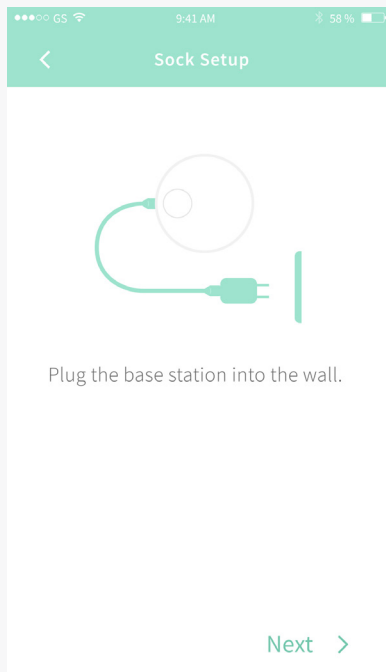 GS 9:41 AM 58 %
Sock Setup
Plug the base station into the wall.
Next